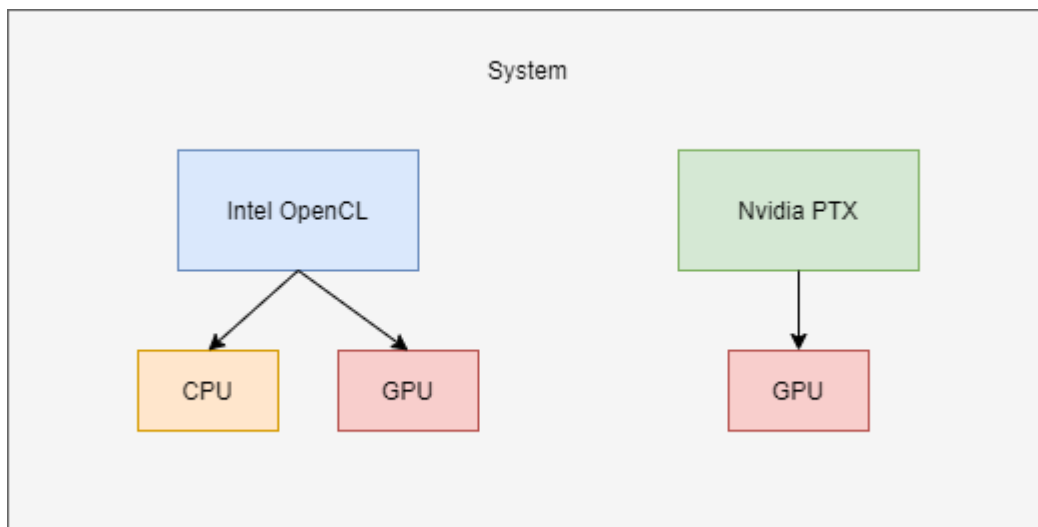 System
Intel OpenCL
Nvidia PTX
CPU
GPU
GPU